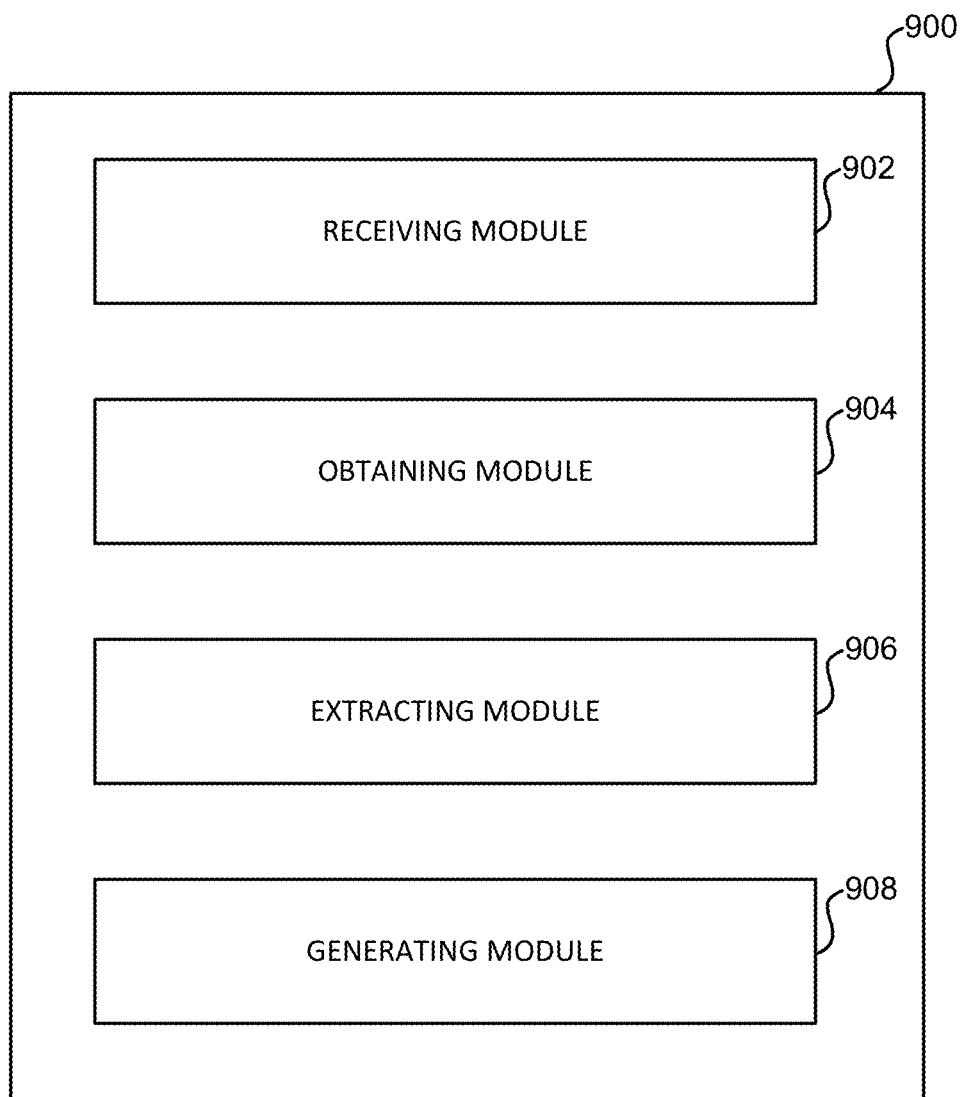 900
902
RECEIVING MODULE
904
OBTAINING MODULE
906
EXTRACTING MODULE
908
GENERATING MODULE